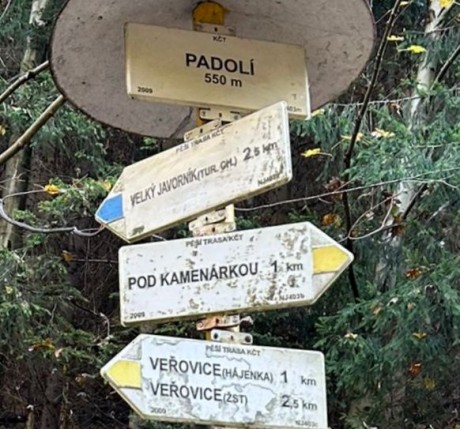 KČT
PADOLÍ
550 m
2009
PĚŠÍ TRASA KČT
VELKÝ JAVORNÍK (TUR. CH.) 2,5 km
PĚŠÍ TRASA KČT
POD KAMENÁRKOU 1 km
2009 NJ403b
PĚŠÍ TRASA KČT
VEŘOVICE (HÁJENKA) 1 km
VEŘOVICE (ŽST) 2,5 km
2009